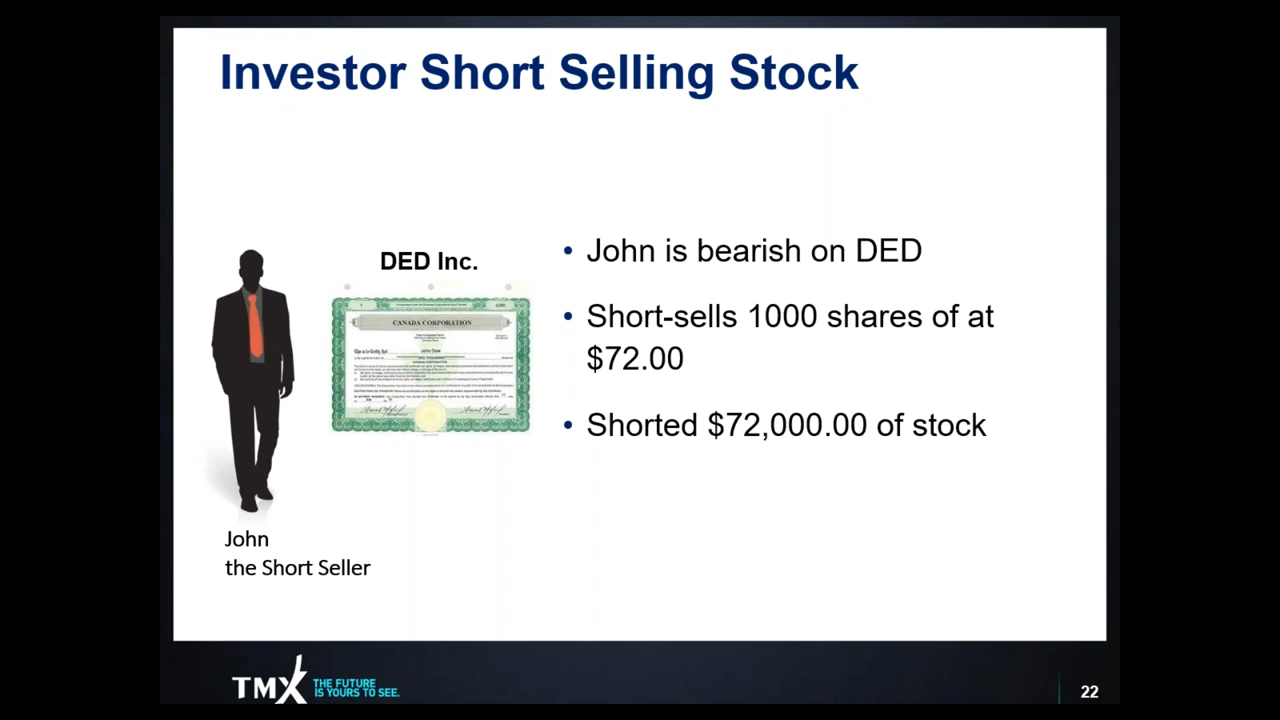 Investor Short Selling Stock
DED Inc.
CANADA CORPORATION
• John is bearish on DED
• Short-sells 1000 shares of at
$72.00
• Shorted $72,000.00 of stock
John
the Short Seller
TMX THE FUTURE
IS YOURS TO SEE.
22